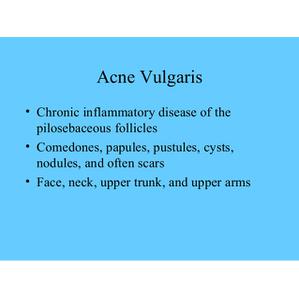 Acne Vulgaris
• Chronic inflammatory disease of the
pilosebaceous follicles
• Comedones, papules, pustules, cysts,
nodules, and often scars
• Face, neck, upper trunk, and upper arms